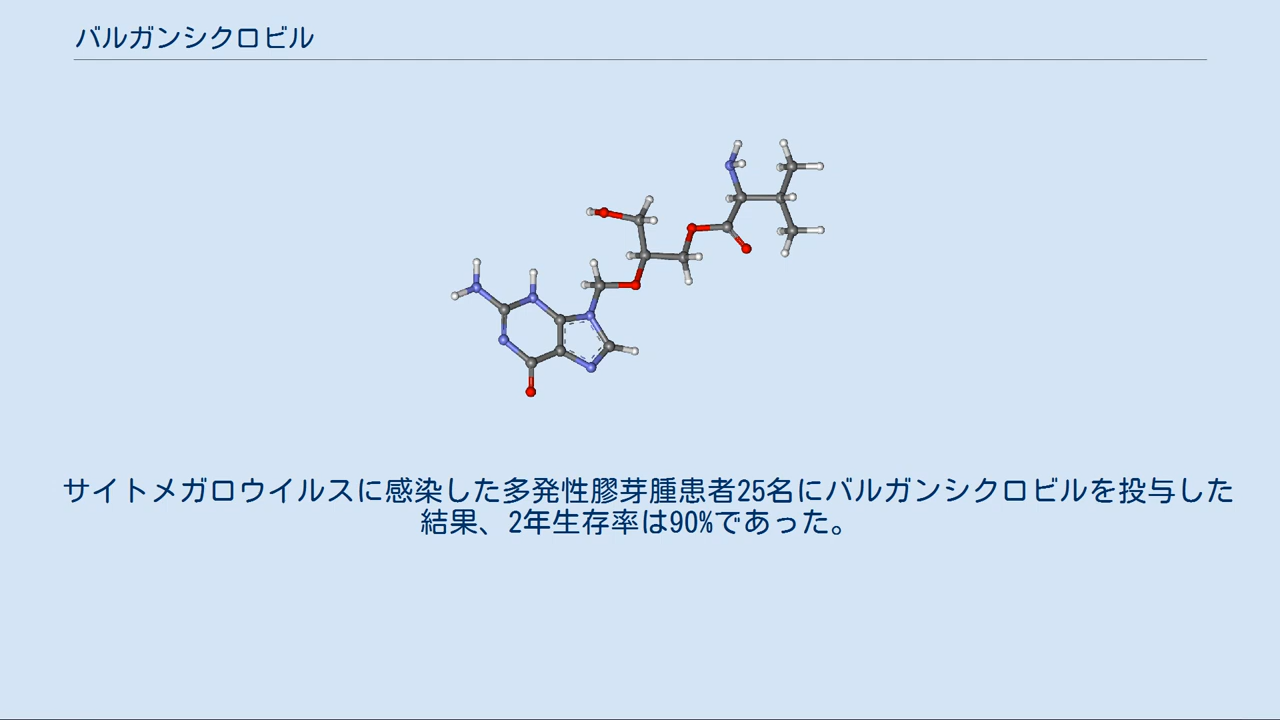 バルガンシクロビル
サイトメガロウイルスに感染した多発性膠芽腫患者25名にバルガンシクロビルを投与した
結果、2年生存率は90%であった。